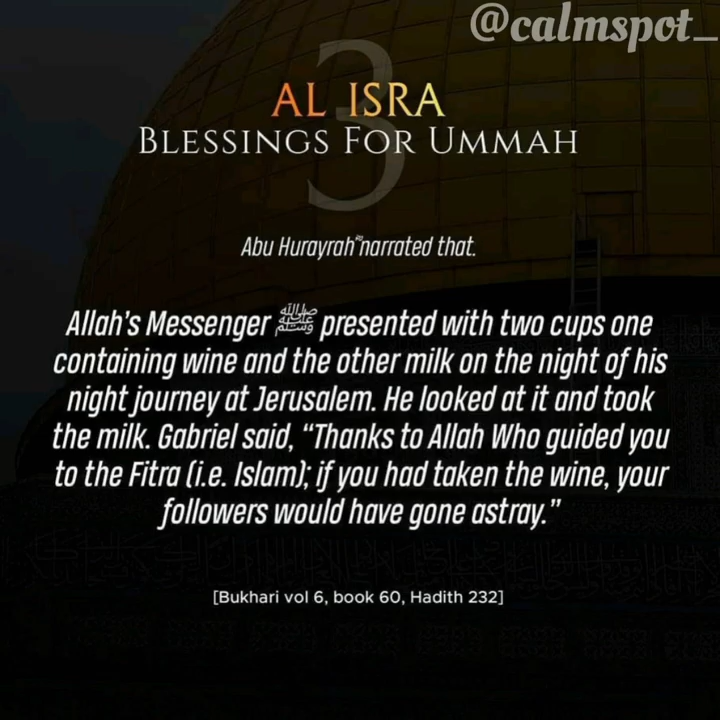 @calmspot_
3
AL ISRA
BLESSINGS FOR UMMAH
Abu Hurayrah narrated that.
Allah's Messenger ﷺ presented with two cups one
containing wine and the other milk on the night of his
night journey at Jerusalem. He looked at it and took
the milk. Gabriel said, “Thanks to Allah Who guided you
to the Fitra (i.e. Islam); if you had taken the wine, your
followers would have gone astray.”
[Bukhari vol 6, book 60, Hadith 232]